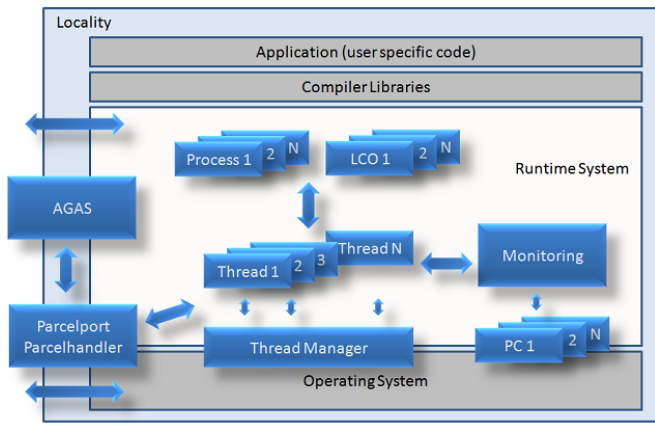 Locality
Application (user specific code)
Compiler Libraries
Process 1 2 N
LCO 1 2 N
Runtime System
AGAS
Thread 1 2 3 Thread N
Monitoring
Parcelport
Parcelhandler
Thread Manager
PC 1 2 N
Operating System